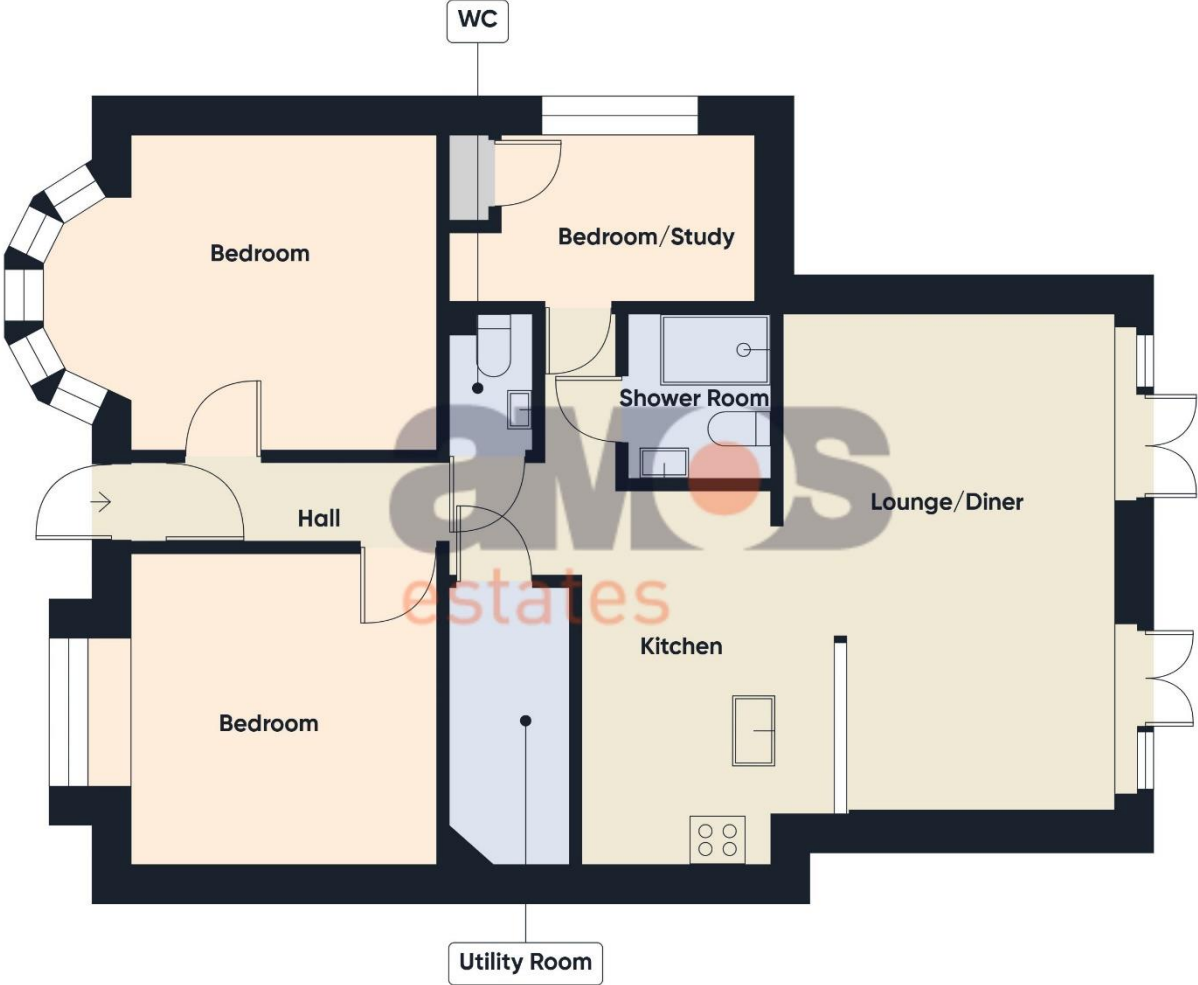 WC
Bedroom
Bedroom/Study
Shower Room
Lounge/Diner
Hall
amos
estates
Kitchen
Bedroom
Utility Room